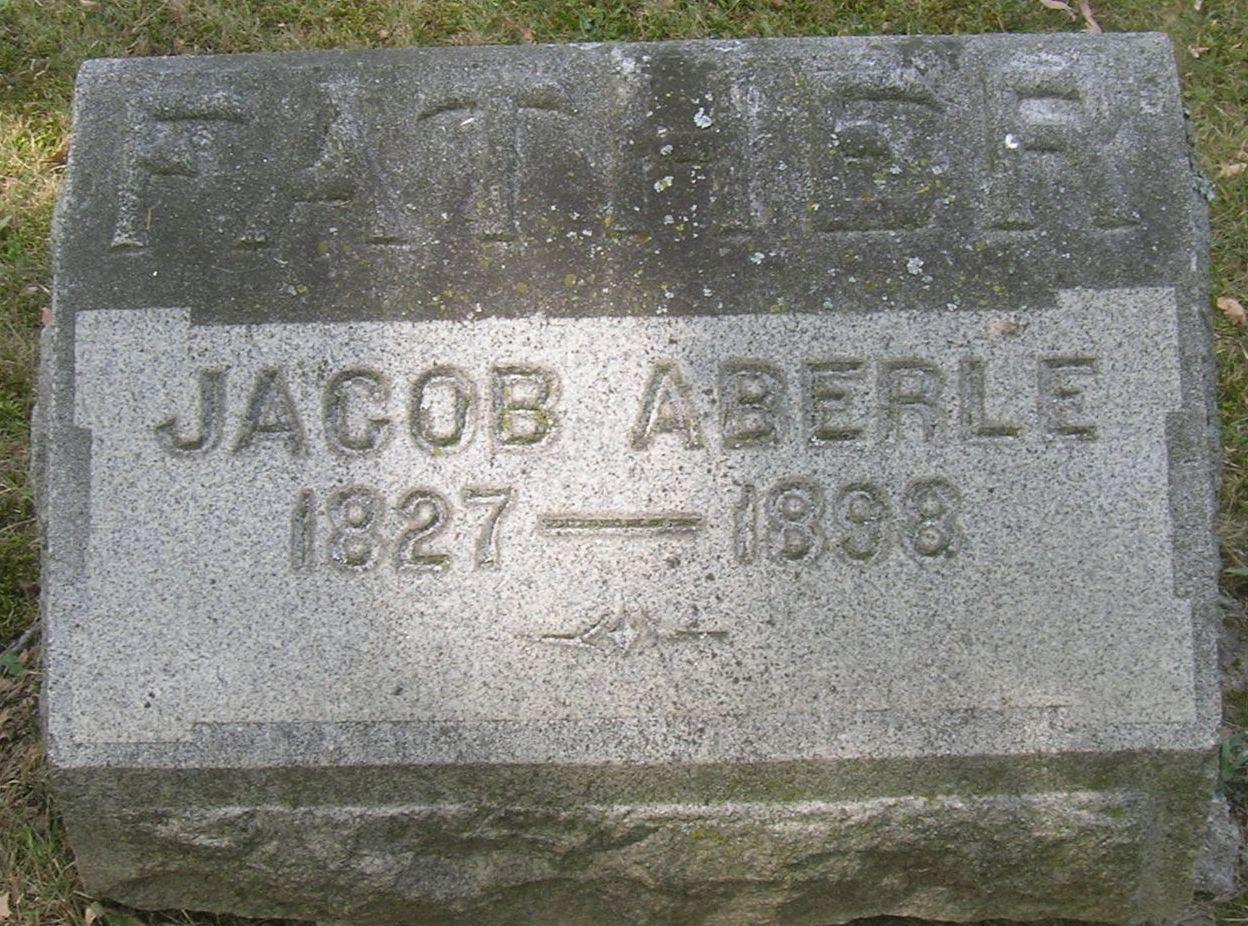 FATHER
JACOB ABERLE
1827 — 1898